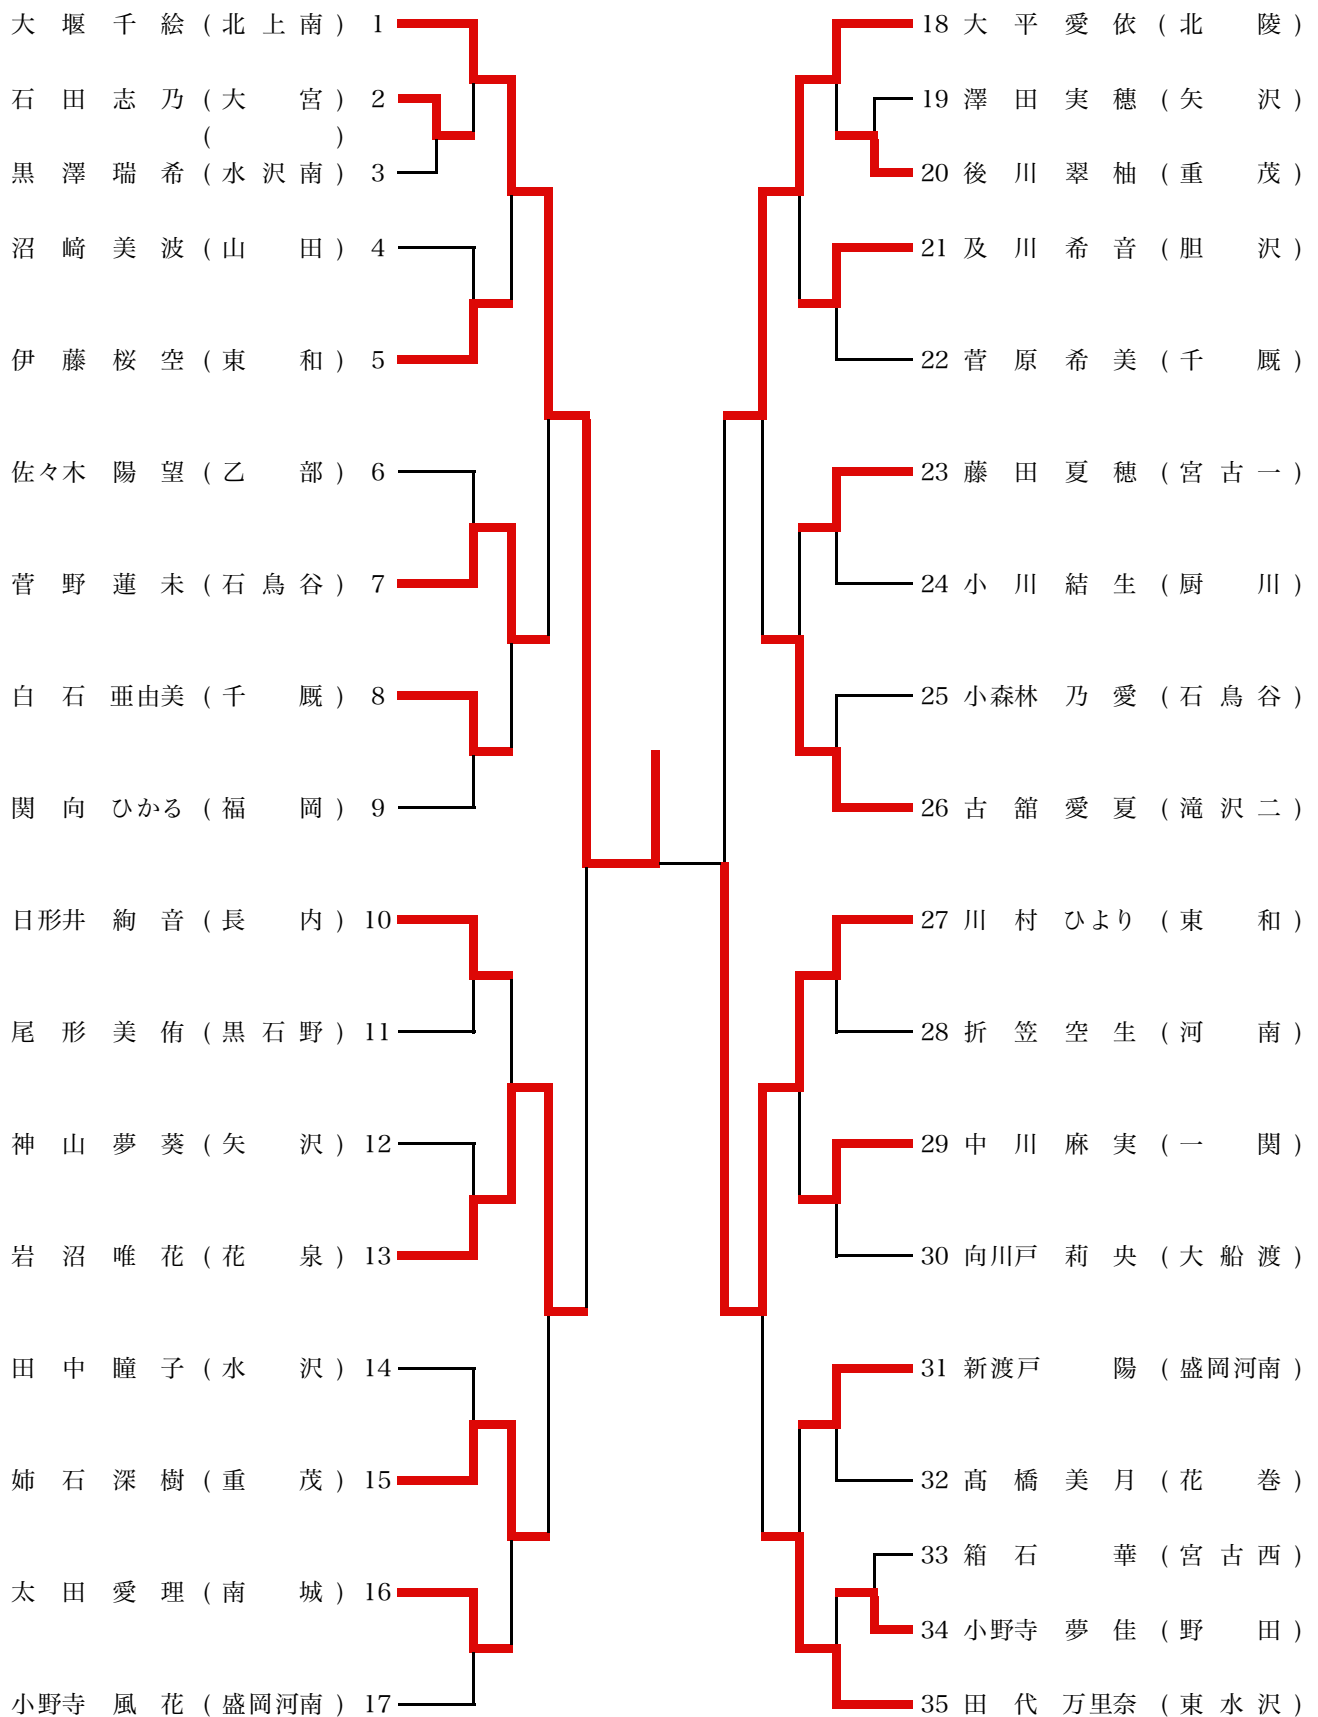 大堰千絵(北上南) 1
石田志乃(大宮) 2
( )
黒澤瑞希(水沢南) 3
沼﨑美波(山田) 4
伊藤桜空(東和) 5
佐々木陽望(乙部) 6
菅野蓮未(石鳥谷) 7
白石亜由美(千厩) 8
関向ひかる(福岡) 9
日形井絢音(長内) 10
尾形美侑(黒石野) 11
神山夢葵(矢沢) 12
岩沼唯花(花泉) 13
田中瞳子(水沢) 14
姉石深樹(重茂) 15
太田愛理(南城) 16
小野寺風花(盛岡河南) 17
18 大平愛依(北陵)
19 澤田実穂(矢沢)
20 後川翠柚(重茂)
21 及川希音(胆沢)
22 菅原希美(千厩)
23 藤田夏穂(宮古一)
24 小川結生(厨川)
25 小森林乃愛(石鳥谷)
26 古舘愛夏(滝沢二)
27 川村ひより(東和)
28 折笠空生(河南)
29 中川麻実(一関)
30 向川戸莉央(大船渡)
31 新渡戸陽(盛岡河南)
32 髙橋美月(花巻)
33 箱石華(宮古西)
34 小野寺夢佳(野田)
35 田代万里奈(東水沢)